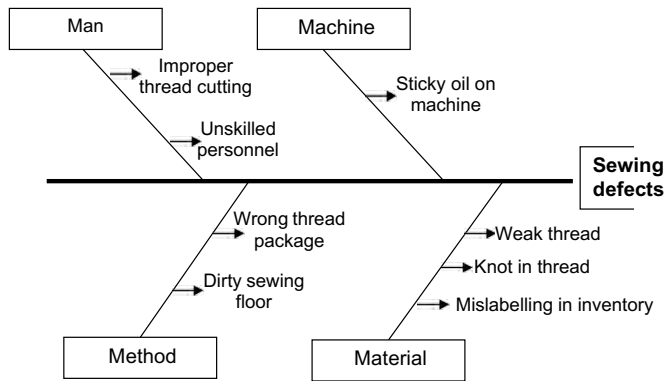 Man
Machine
Improper
thread cutting
Sticky oil on
machine
Unskilled
personnel
Sewing
defects
Wrong thread
package
Weak thread
Knot in thread
Dirty sewing
floor
Mislabelling in inventory
Method
Material